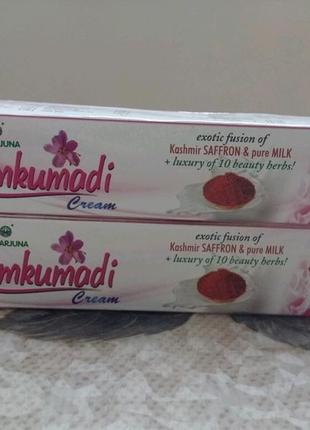 ARJUNA
mkumadi
Cream
exotic fusion of
Kashmir SAFFRON & pure MILK
+ luxury of 10 beauty herbs!
ARJUNA
mkumadi
Cream
exotic fusion of
Kashmir SAFFRON & pure MILK
+ luxury of 10 beauty herbs!